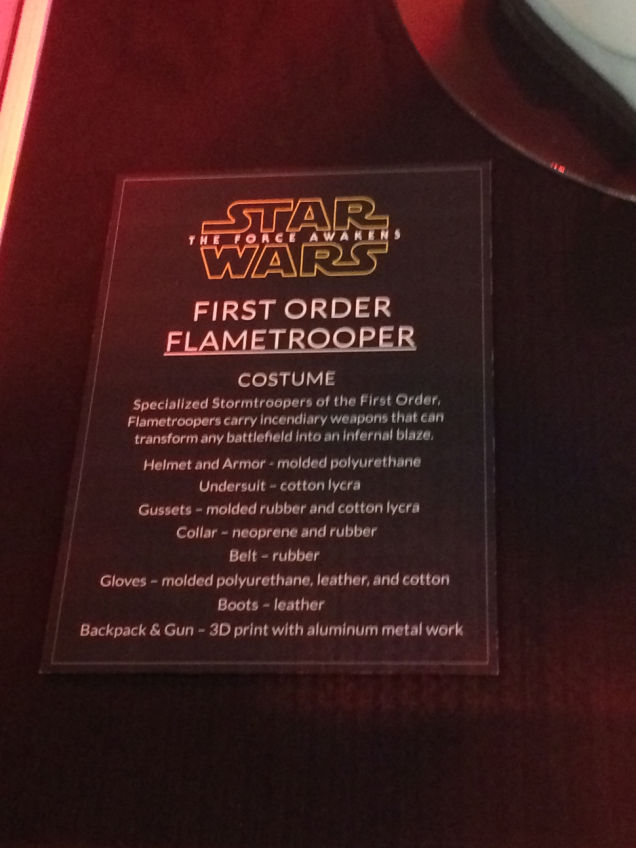 STAR
THE FORCE AWAKENS
WARS
FIRST ORDER
FLAMETROOPER
COSTUME
Specialized Stormtroopers of the First Order,
Flametroopers carry incendiary weapons that can
transform any battlefield into an infernal blaze.
Helmet and Armor - molded polyurethane
Undersuit – cotton lycra
Gussets – molded rubber and cotton lycra
Collar – neoprene and rubber
Belt – rubber
Gloves – molded polyurethane, leather, and cotton
Boots – leather
Backpack & Gun – 3D print with aluminum metal work